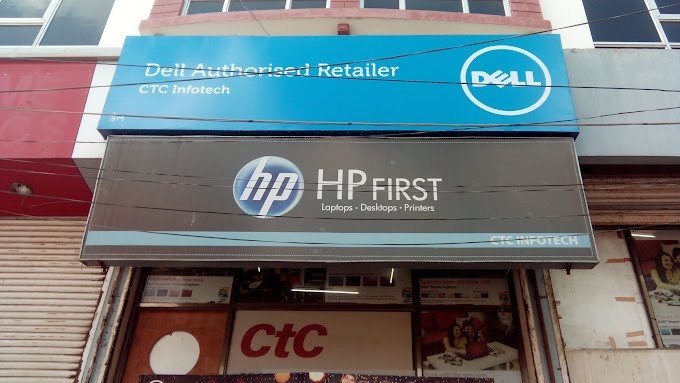 Dell Authorised Retailer
CTC Infotech
DELL
hp
HP FIRST
Laptops • Desktops • Printers
CTC INFOTECH
CtC